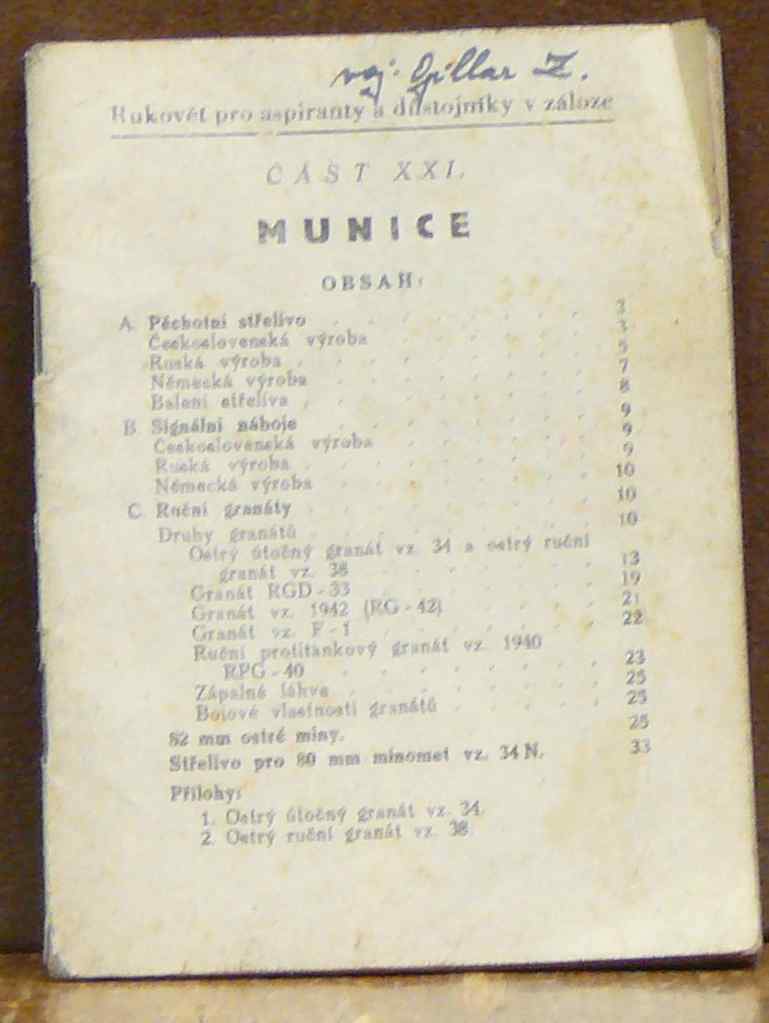 voj. Gillar Z.
Rukověť pro aspiranty a důstojníky v záloze
ČÁST XXI.
MUNICE
OBSAH:
3
A. Pěchotní střelivo 3
Československá výroba 5
Ruská výroba 7
Německá výroba 8
Balení střeliva
B. Signální náboje 9
Československá výroba 9
Ruská výroba 9
Německá výroba 10
C. Ruční granáty 10
Druhy granátů 10
Ostrý útočný granát vz. 34 a ostrý ruční
granát vz. 38 13
Granát RGD-33 19
Granát vz. 1942 (RG-42) 21
Granát vz. F-1 22
Ruční protitankový granát vz. 1940
RPG-40 23
Zápalné láhve 25
Bojové vlastnosti granátů 25
82 mm ostré miny. 25
Střelivo pro 80 mm minomet vz. 34 N. 33
Přílohy:
1. Ostrý útočný granát vz. 34.
2. Ostrý ruční granát vz. 38